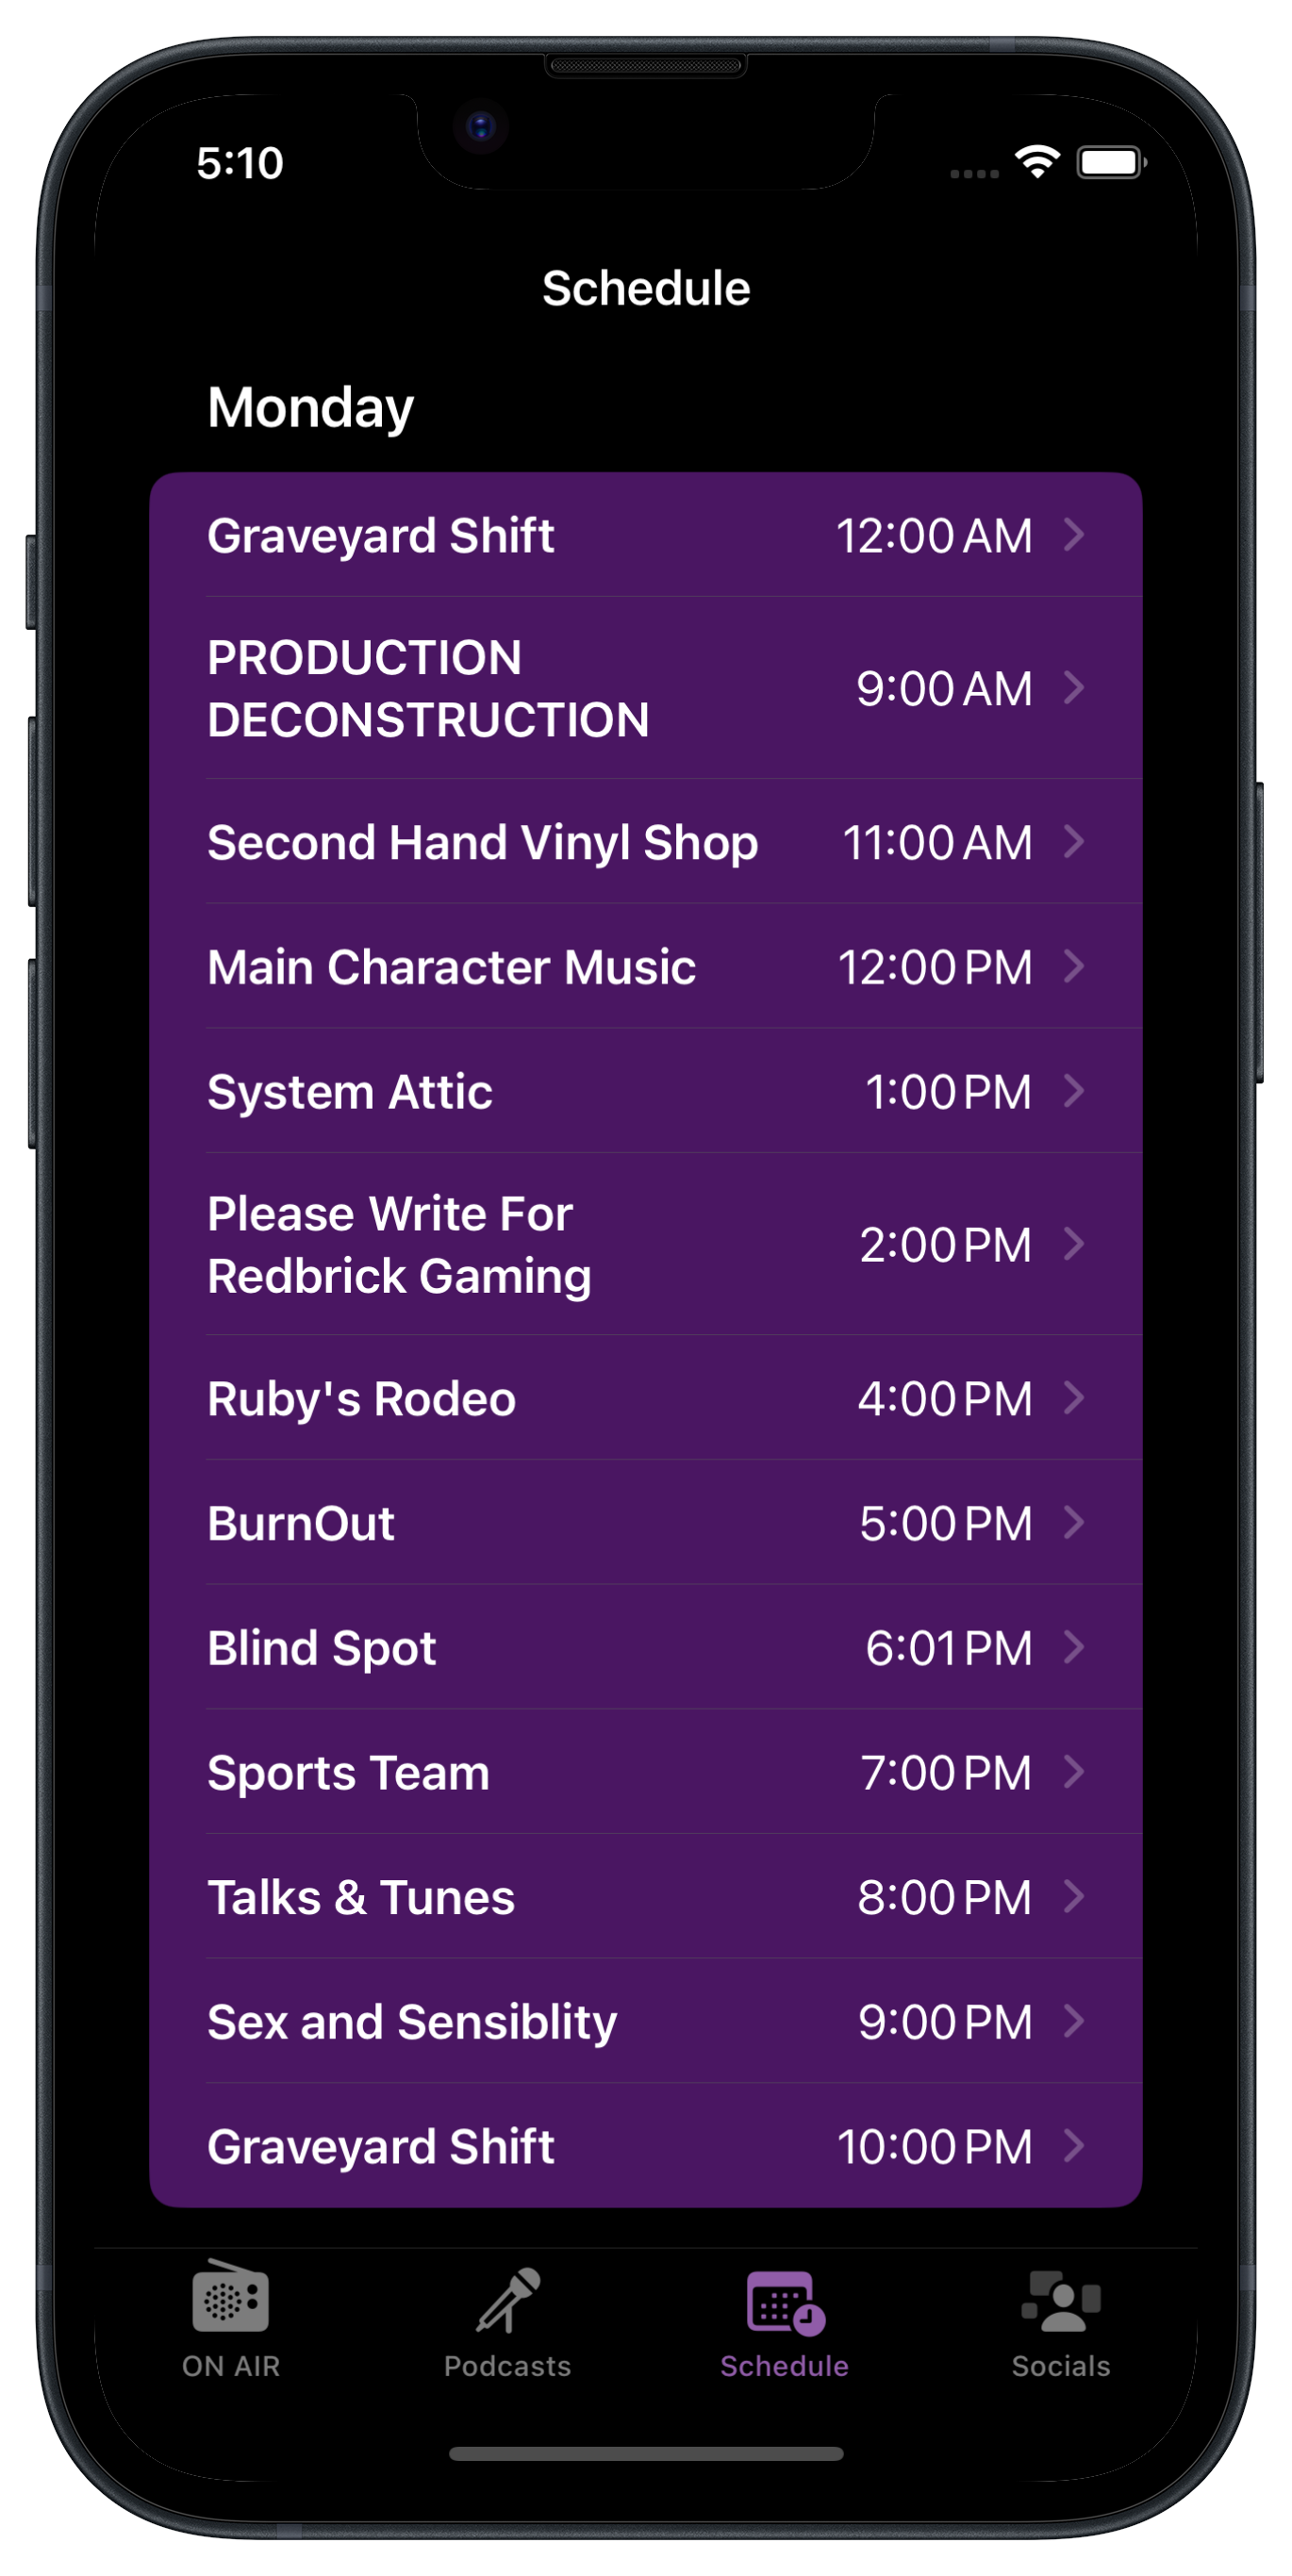 5:10
Schedule
Monday
Graveyard Shift 12:00 AM
PRODUCTION
DECONSTRUCTION 9:00 AM
Second Hand Vinyl Shop 11:00 AM
Main Character Music 12:00 PM
System Attic 1:00 PM
Please Write For
Redbrick Gaming 2:00 PM
Ruby's Rodeo 4:00 PM
BurnOut 5:00 PM
Blind Spot 6:01 PM
Sports Team 7:00 PM
Talks & Tunes 8:00 PM
Sex and Sensiblity 9:00 PM
Graveyard Shift 10:00 PM
ON AIR Podcasts Schedule Socials